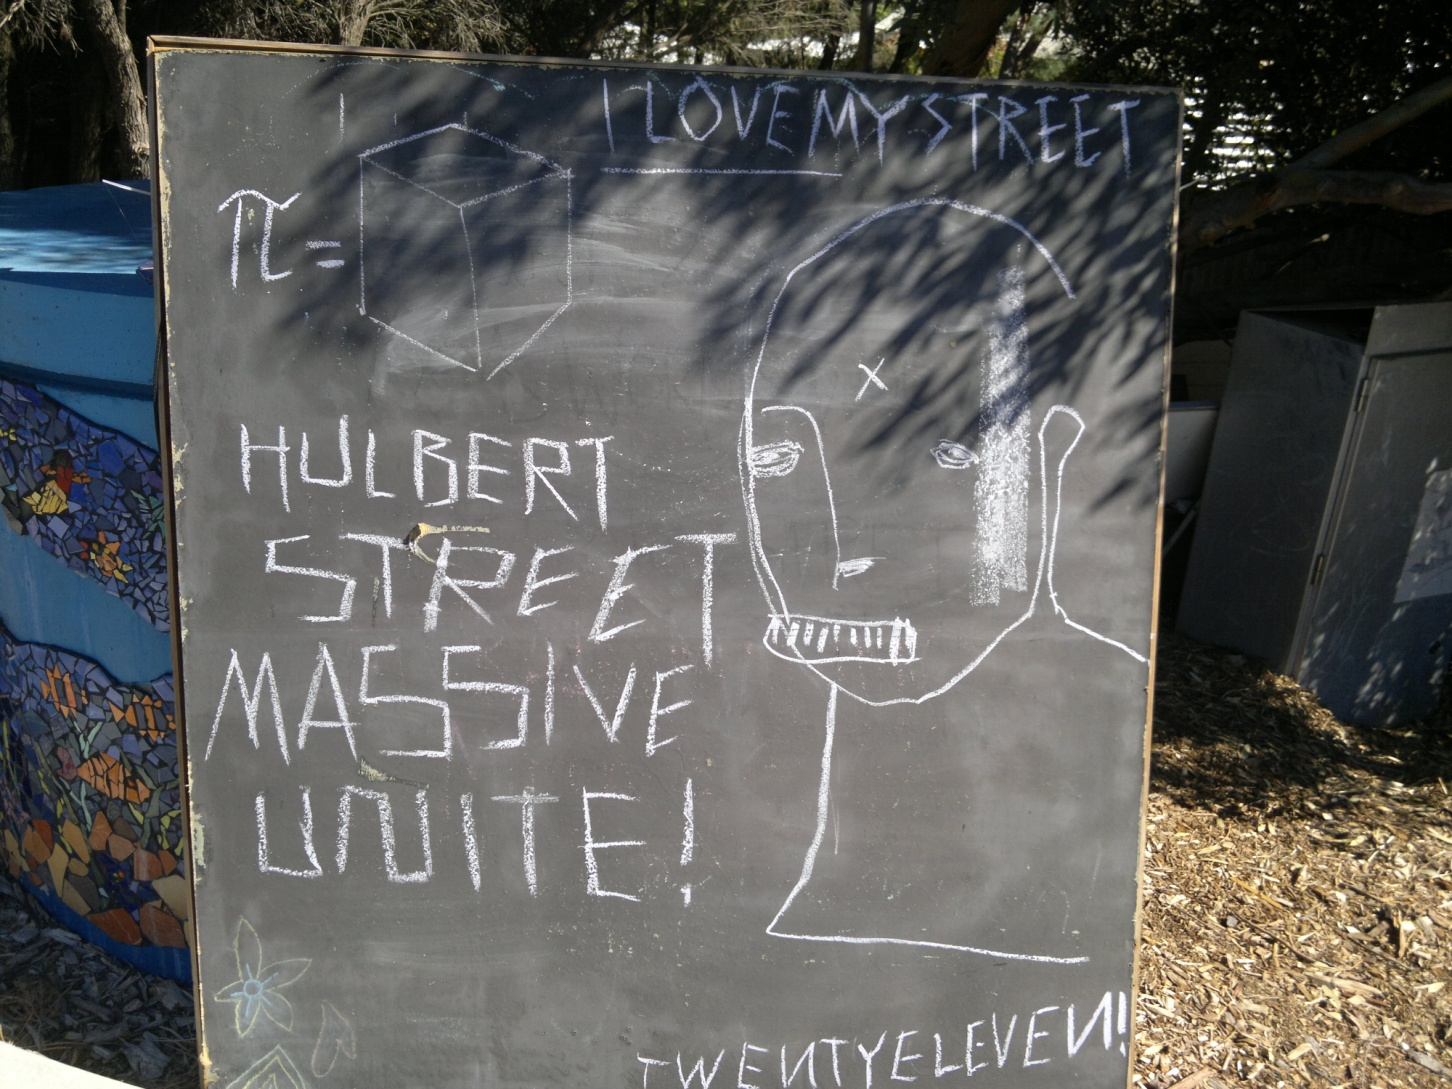 I LOVE MY STREET
π =
HULBERT
STREET
MASSIVE
UNITE!
TWENTYELEVEN!